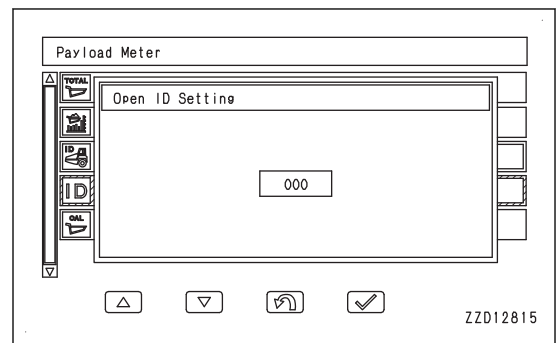 Payload Meter
TOTAL
Open ID Setting
ID
000
ID
CAL
ZZD12815